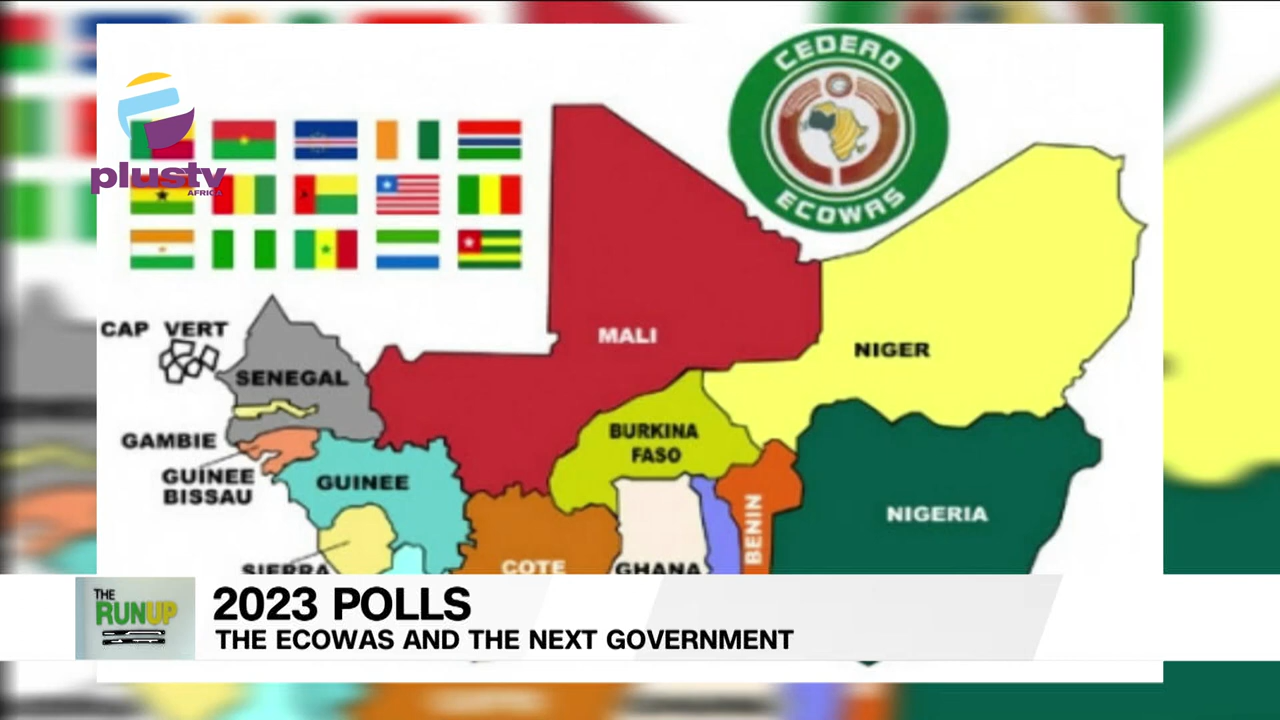 CEDEAO
ECOWAS
plustv
AFRICA
CAP VERT
SENEGAL
MALI
NIGER
GAMBIE
GUINEE
BISSAU
GUINEE
BURKINA
FASO
BENIN
NIGERIA
SIERRA
COTE
GHANA
THE
RUNUP
2023 POLLS
THE ECOWAS AND THE NEXT GOVERNMENT